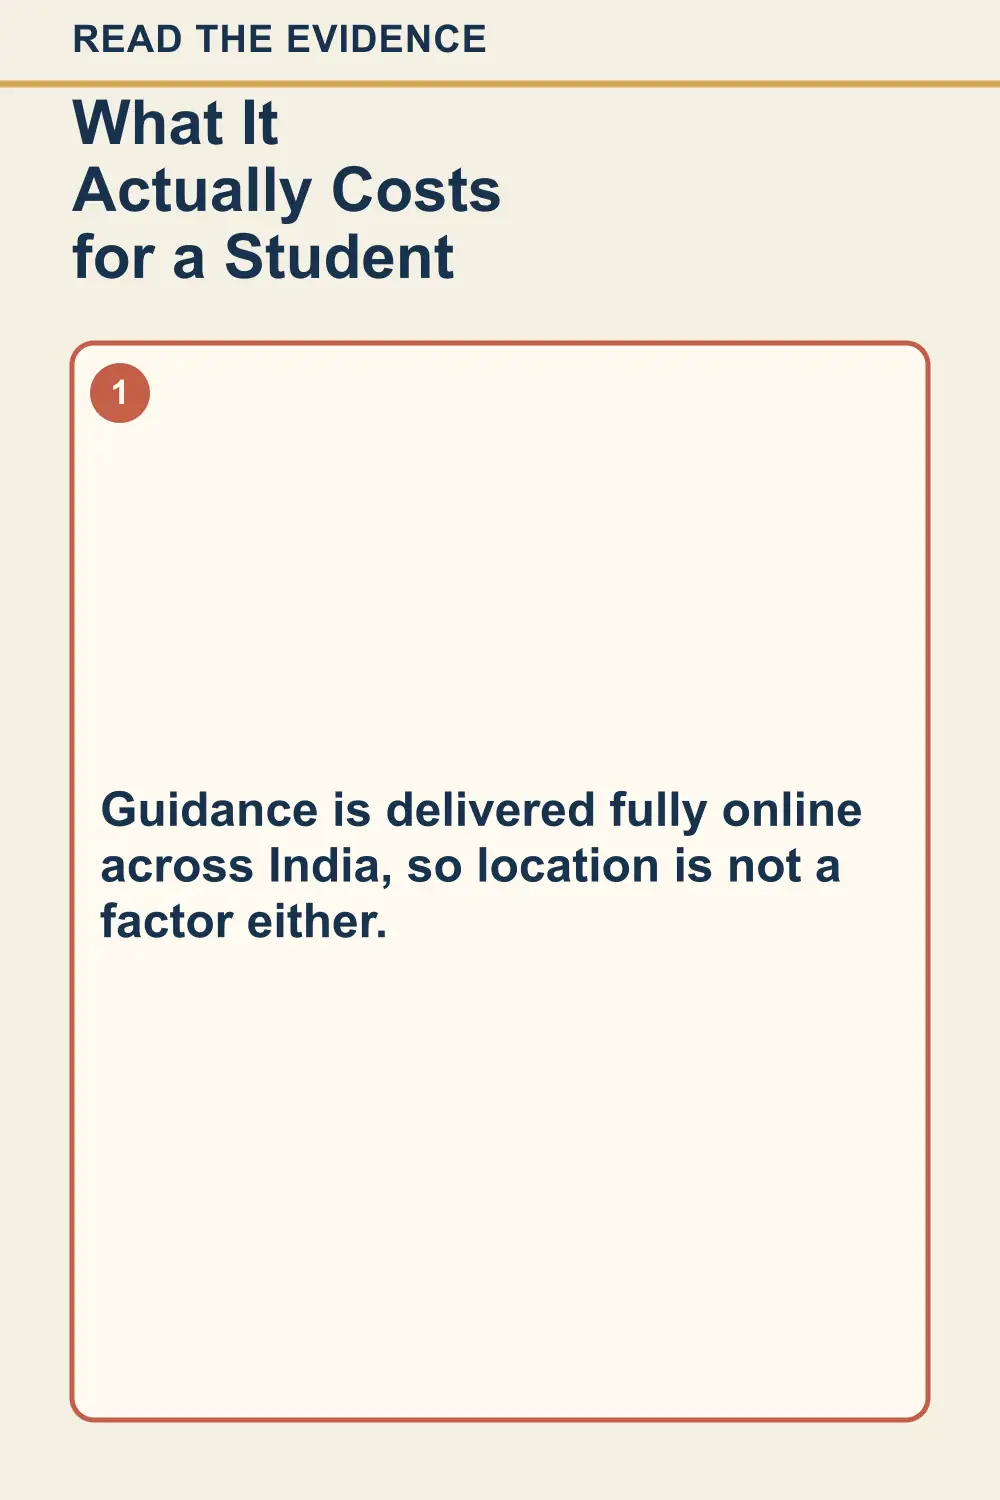 READ THE EVIDENCE
What It
Actually Costs
for a Student
1
Guidance is delivered fully online
across India, so location is not a
factor either.